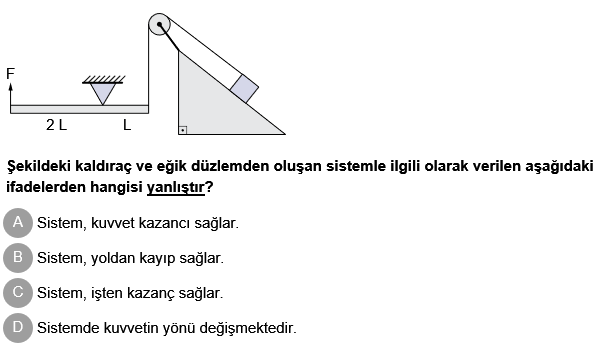 F
2 L L
Şekildeki kaldıraç ve eğik düzlemden oluşan sistemle ilgili olarak verilen aşağıdaki
ifadelerden hangisi yanlıştır?
A Sistem, kuvvet kazancı sağlar.
B Sistem, yoldan kayıp sağlar.
C Sistem, işten kazanç sağlar.
D Sistemde kuvvetin yönü değişmektedir.